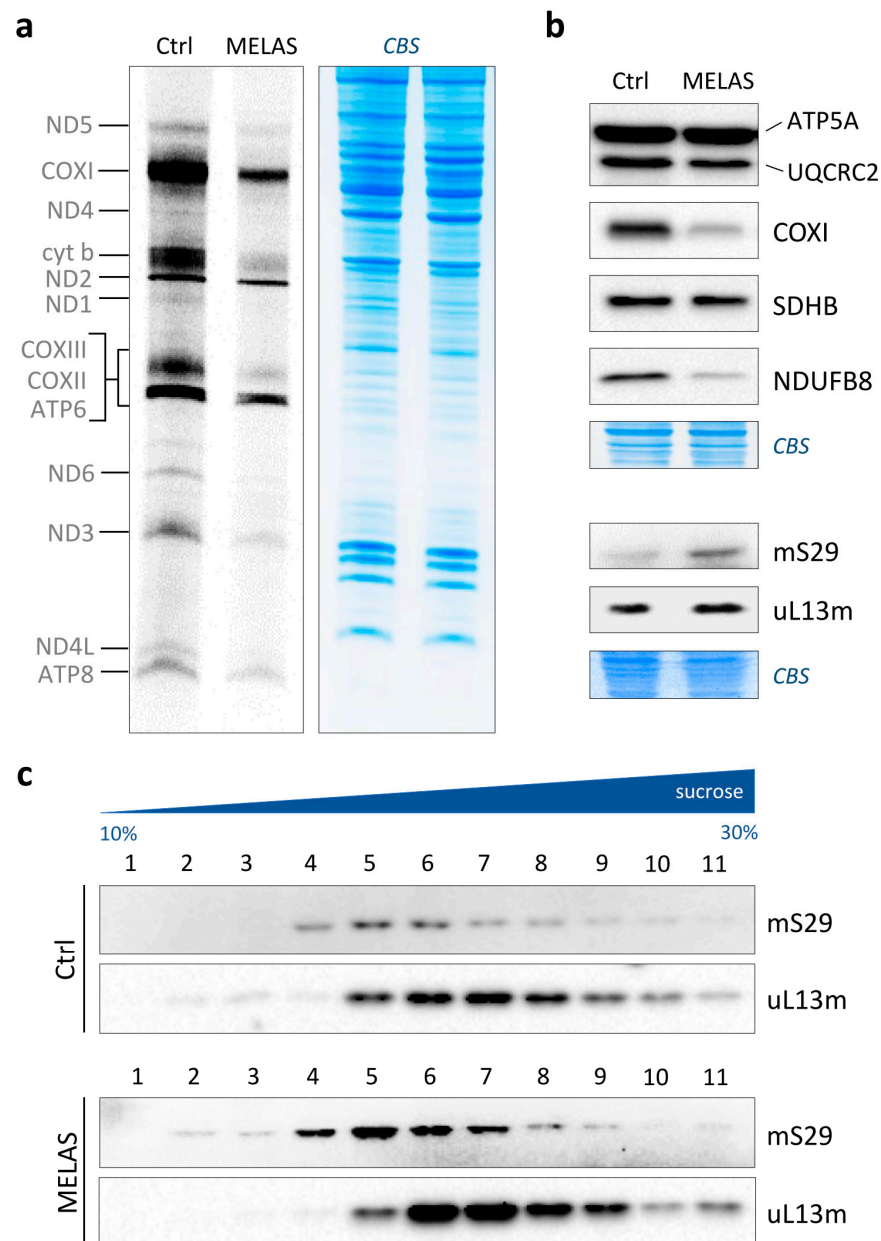 a
Ctrl MELAS CBS
ND5
COXI
ND4
cyt b
ND2
ND1
COXIII
COXII
ATP6
ND6
ND3
ND4L
ATP8
b
Ctrl MELAS
ATP5A
UQCRC2
COXI
SDHB
NDUFB8
CBS
mS29
uL13m
CBS
c
sucrose
10% 30%
1 2 3 4 5 6 7 8 9 10 11
Ctrl
mS29
uL13m
1 2 3 4 5 6 7 8 9 10 11
MELAS
mS29
uL13m